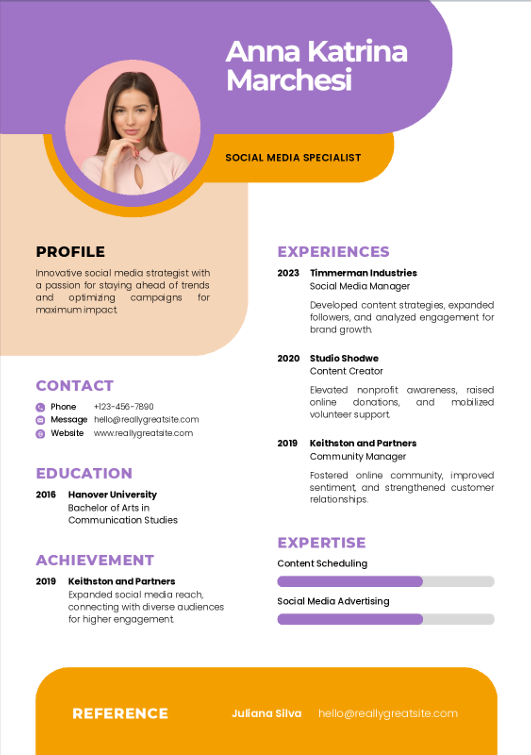 Anna Katrina
Marchesi
SOCIAL MEDIA SPECIALIST
PROFILE
Innovative social media strategist with
a passion for staying ahead of trends
and optimizing campaigns for
maximum impact.
CONTACT
Phone +123-456-7890
Message hello@reallygreatsite.com
Website www.reallygreatsite.com
EDUCATION
2016 Hanover University
Bachelor of Arts in
Communication Studies
ACHIEVEMENT
2019 Keithston and Partners
Expanded social media reach,
connecting with diverse audiences
for higher engagement.
EXPERIENCES
2023 Timmerman Industries
Social Media Manager
Developed content strategies, expanded
followers, and analyzed engagement for
brand growth.
2020 Studio Shodwe
Content Creator
Elevated nonprofit awareness, raised
online donations, and mobilized
volunteer support.
2019 Keithston and Partners
Community Manager
Fostered online community, improved
sentiment, and strengthened customer
relationships.
EXPERTISE
Content Scheduling
Social Media Advertising
REFERENCE
Juliana Silva hello@reallygreatsite.com